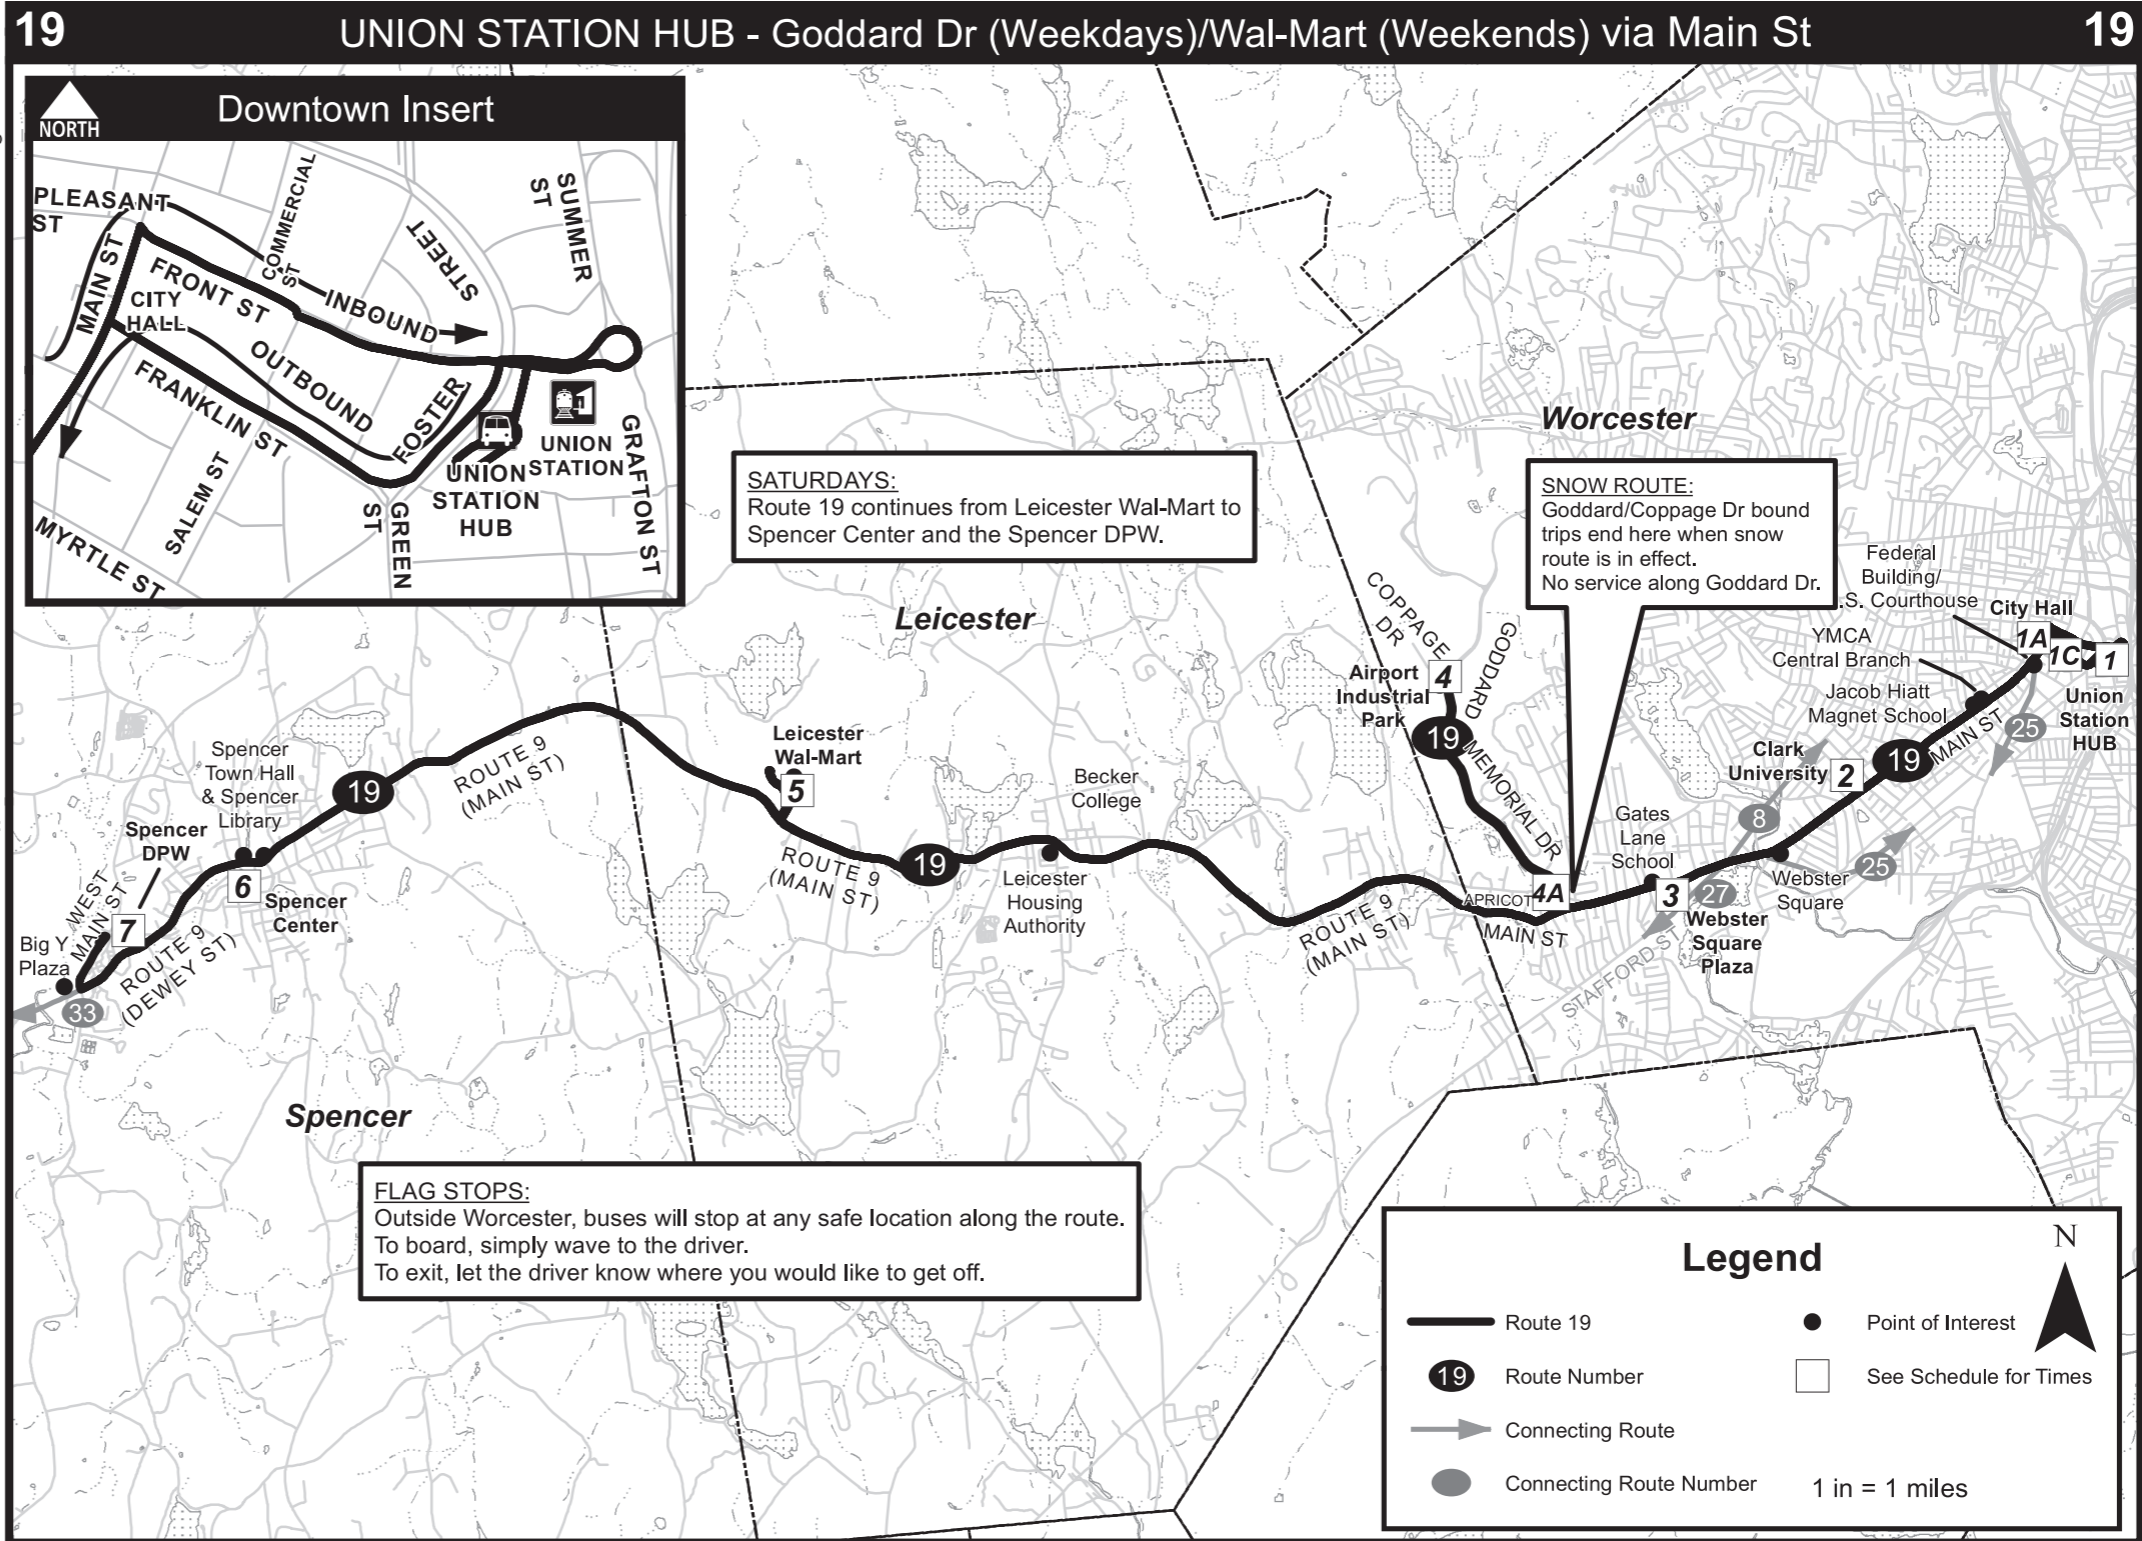 19
UNION STATION HUB - Goddard Dr (Weekdays)/Wal-Mart (Weekends) via Main St
19
NORTH
Downtown Insert
PLEASANT
ST
MAIN ST
COMMERCIAL
ST
STREET
SUMMER
ST
FRONT ST
CITY
HALL
INBOUND
OUTBOUND
FRANKLIN ST
FOSTER
UNION
STATION
UNION
STATION
HUB
GRAFTON ST
SALEM ST
GREEN
ST
MYRTLE ST
SATURDAYS:
Route 19 continues from Leicester Wal-Mart to
Spencer Center and the Spencer DPW.
Worcester
SNOW ROUTE:
Goddard/Coppage Dr bound
trips end here when snow
route is in effect.
No service along Goddard Dr.
Leicester
COPPAGE
DR
GODDARD
MEMORIAL DR
Airport
Industrial
Park
4
19
Federal
Building/
.S. Courthouse
City Hall
1A
1C
1
Union
Station
HUB
YMCA
Central Branch
Jacob Hiatt
Magnet School
MAIN ST
25
19
Clark
University
2
8
Gates
Lane
School
3
27
Webster
Square
Plaza
Webster
Square
25
STAFFORD ST
4A
APRICOT
MAIN ST
ROUTE 9
(MAIN ST)
Becker
College
Leicester
Housing
Authority
19
Leicester
Wal-Mart
5
ROUTE 9
(MAIN ST)
ROUTE 9
(MAIN ST)
19
Spencer
Town Hall
& Spencer
Library
6
Spencer
Center
Spencer
DPW
7
WEST
MAIN ST
ROUTE 9
(DEWEY ST)
Big Y
Plaza
33
Spencer
FLAG STOPS:
Outside Worcester, buses will stop at any safe location along the route.
To board, simply wave to the driver.
To exit, let the driver know where you would like to get off.
Legend
N
Route 19
Point of Interest
19
Route Number
See Schedule for Times
Connecting Route
Connecting Route Number
1 in = 1 miles